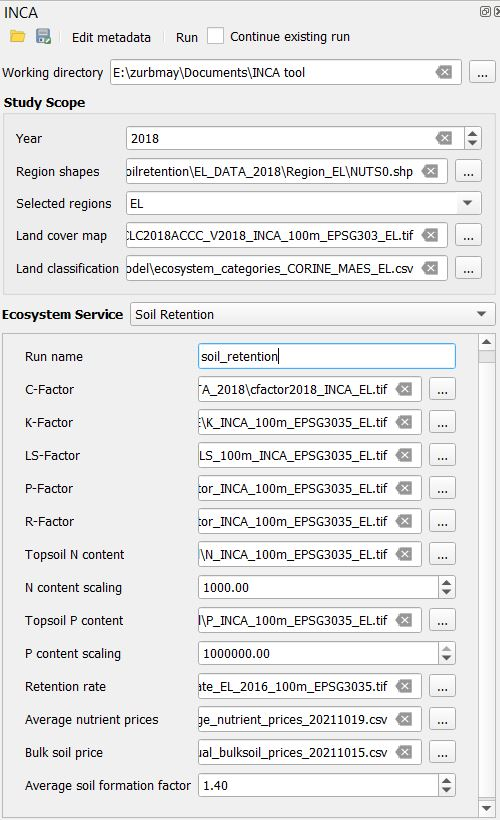 INCA
Edit metadata Run Continue existing run
Working directory E:\zurbmay\Documents\INCA tool ...
Study Scope
Year 2018
Region shapes oilretention\EL_DATA_2018\Region_EL\NUTS0.shp ...
Selected regions EL
Land cover map CLC2018ACCC_V2018_INCA_100m_EPSG303_EL.tif ...
Land classification odel\ecosystem_categories_CORINE_MAES_EL.csv ...
Ecosystem Service Soil Retention
Run name soil_retention
C-Factor TA_2018\cfactor2018_INCA_EL.tif ...
K-Factor E\K_INCA_100m_EPSG3035_EL.tif ...
LS-Factor LS_100m_INCA_EPSG3035_EL.tif ...
P-Factor tor_INCA_100m_EPSG3035_EL.tif ...
R-Factor tor_INCA_100m_EPSG3035_EL.tif ...
Topsoil N content \N_INCA_100m_EPSG3035_EL.tif ...
N content scaling 1000.00
Topsoil P content l\P_INCA_100m_EPSG3035_EL.tif ...
P content scaling 1000000.00
Retention rate ate_EL_2016_100m_EPSG3035.tif ...
Average nutrient prices ge_nutrient_prices_20211019.csv ...
Bulk soil price ual_bulksoil_prices_20211015.csv ...
Average soil formation factor 1.40